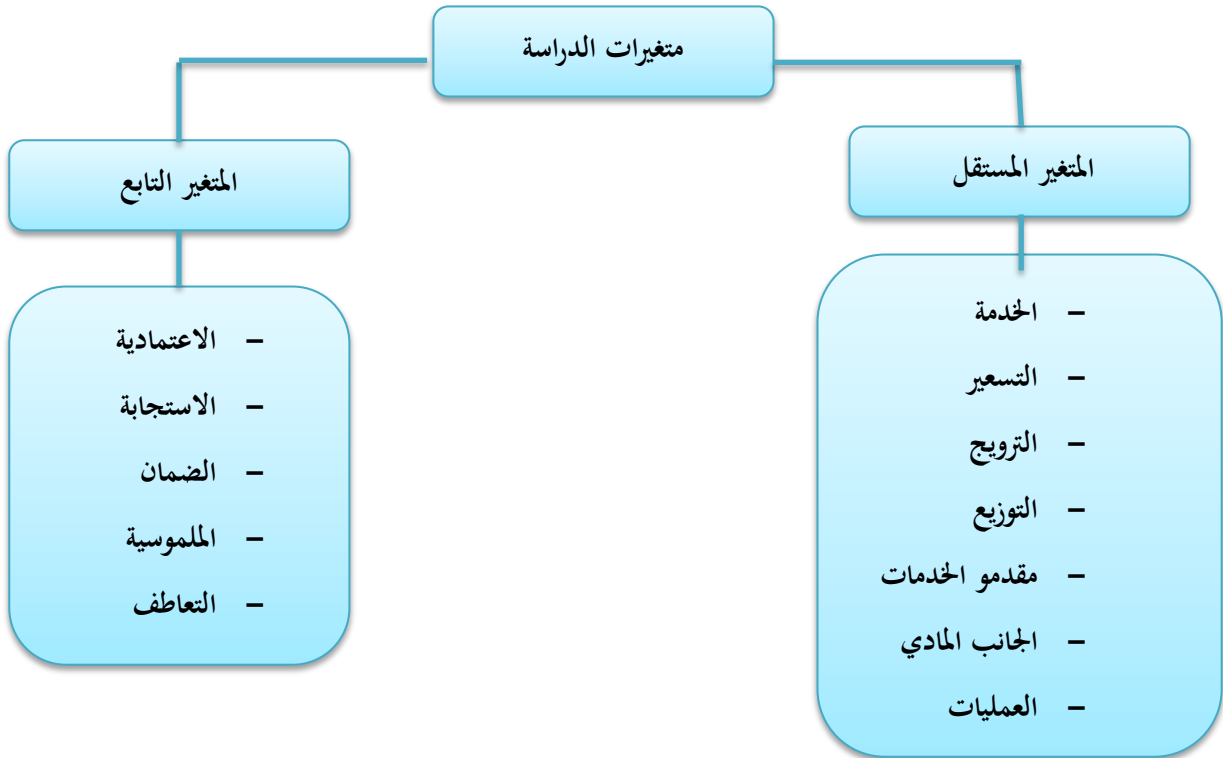 متغيرات الدراسة
المتغير المستقل
– الخدمة
– التسعير
– الترويج
– التوزيع
– مقدمو الخدمات
– الجانب المادي
– العمليات
المتغير التابع
– الاعتمادية
– الاستجابة
– الضمان
– الملموسية
– التعاطف